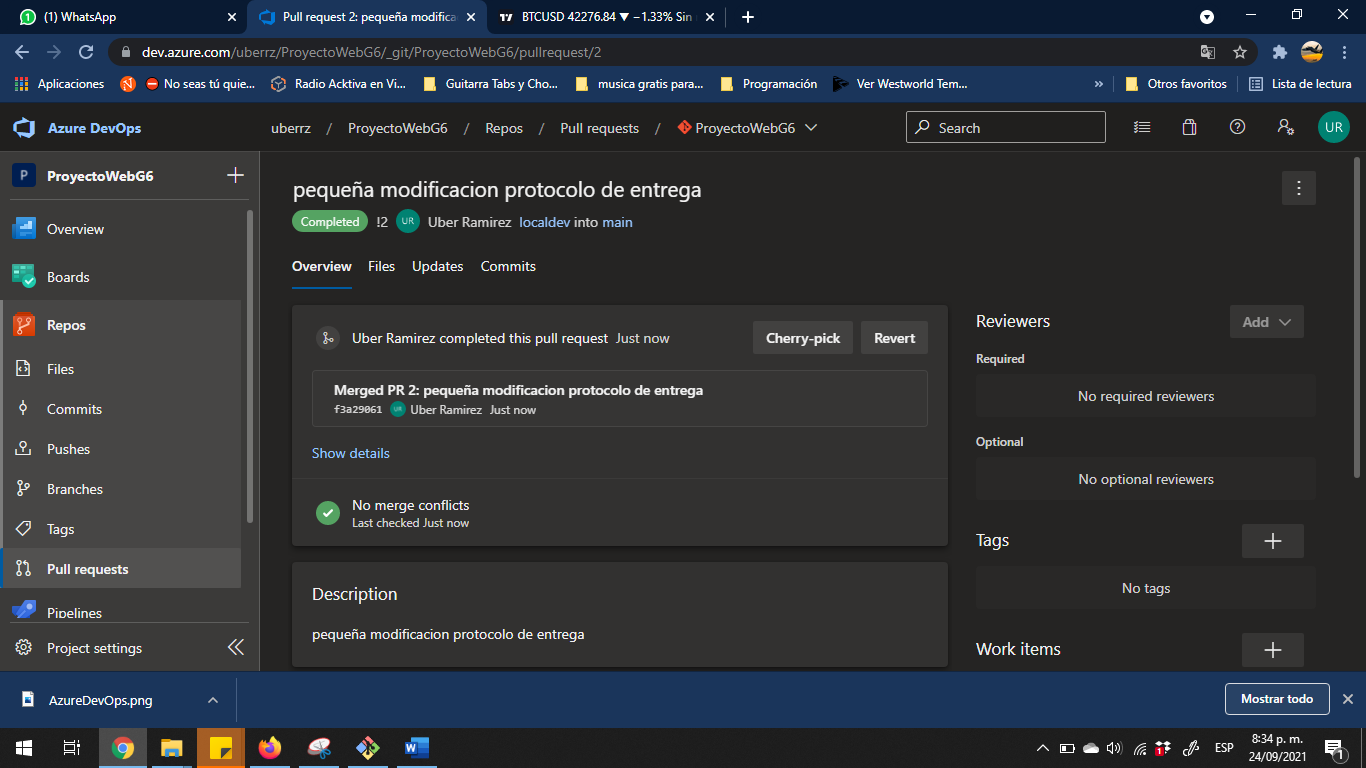 (1) WhatsApp
Pull request 2: pequeña modifica
BTCUSD 42276.84 ▼ −1.33% Sin
dev.azure.com/uberrz/ProyectoWebG6/_git/ProyectoWebG6/pullrequest/2
Aplicaciones
No seas tú quie...
Radio Acktiva en Vi...
Guitarra Tabs y Cho...
musica gratis para...
Programación
Ver Westworld Tem...
»
Otros favoritos
Lista de lectura
Azure DevOps
uberrz / ProyectoWebG6 / Repos / Pull requests / ProyectoWebG6
Search
UR
P ProyectoWebG6
Overview
Boards
Repos
Files
Commits
Pushes
Branches
Tags
Pull requests
Pipelines
Project settings
pequeña modificacion protocolo de entrega
Completed !2 UR Uber Ramirez localdev into main
Overview Files Updates Commits
Uber Ramirez completed this pull request Just now
Cherry-pick
Revert
Merged PR 2: pequeña modificacion protocolo de entrega
f3a29061 UR Uber Ramirez Just now
Show details
No merge conflicts
Last checked Just now
Description
pequeña modificacion protocolo de entrega
Reviewers
Add
Required
No required reviewers
Optional
No optional reviewers
Tags
No tags
Work items
AzureDevOps.png
Mostrar todo
ESP
8:34 p. m.
24/09/2021
1